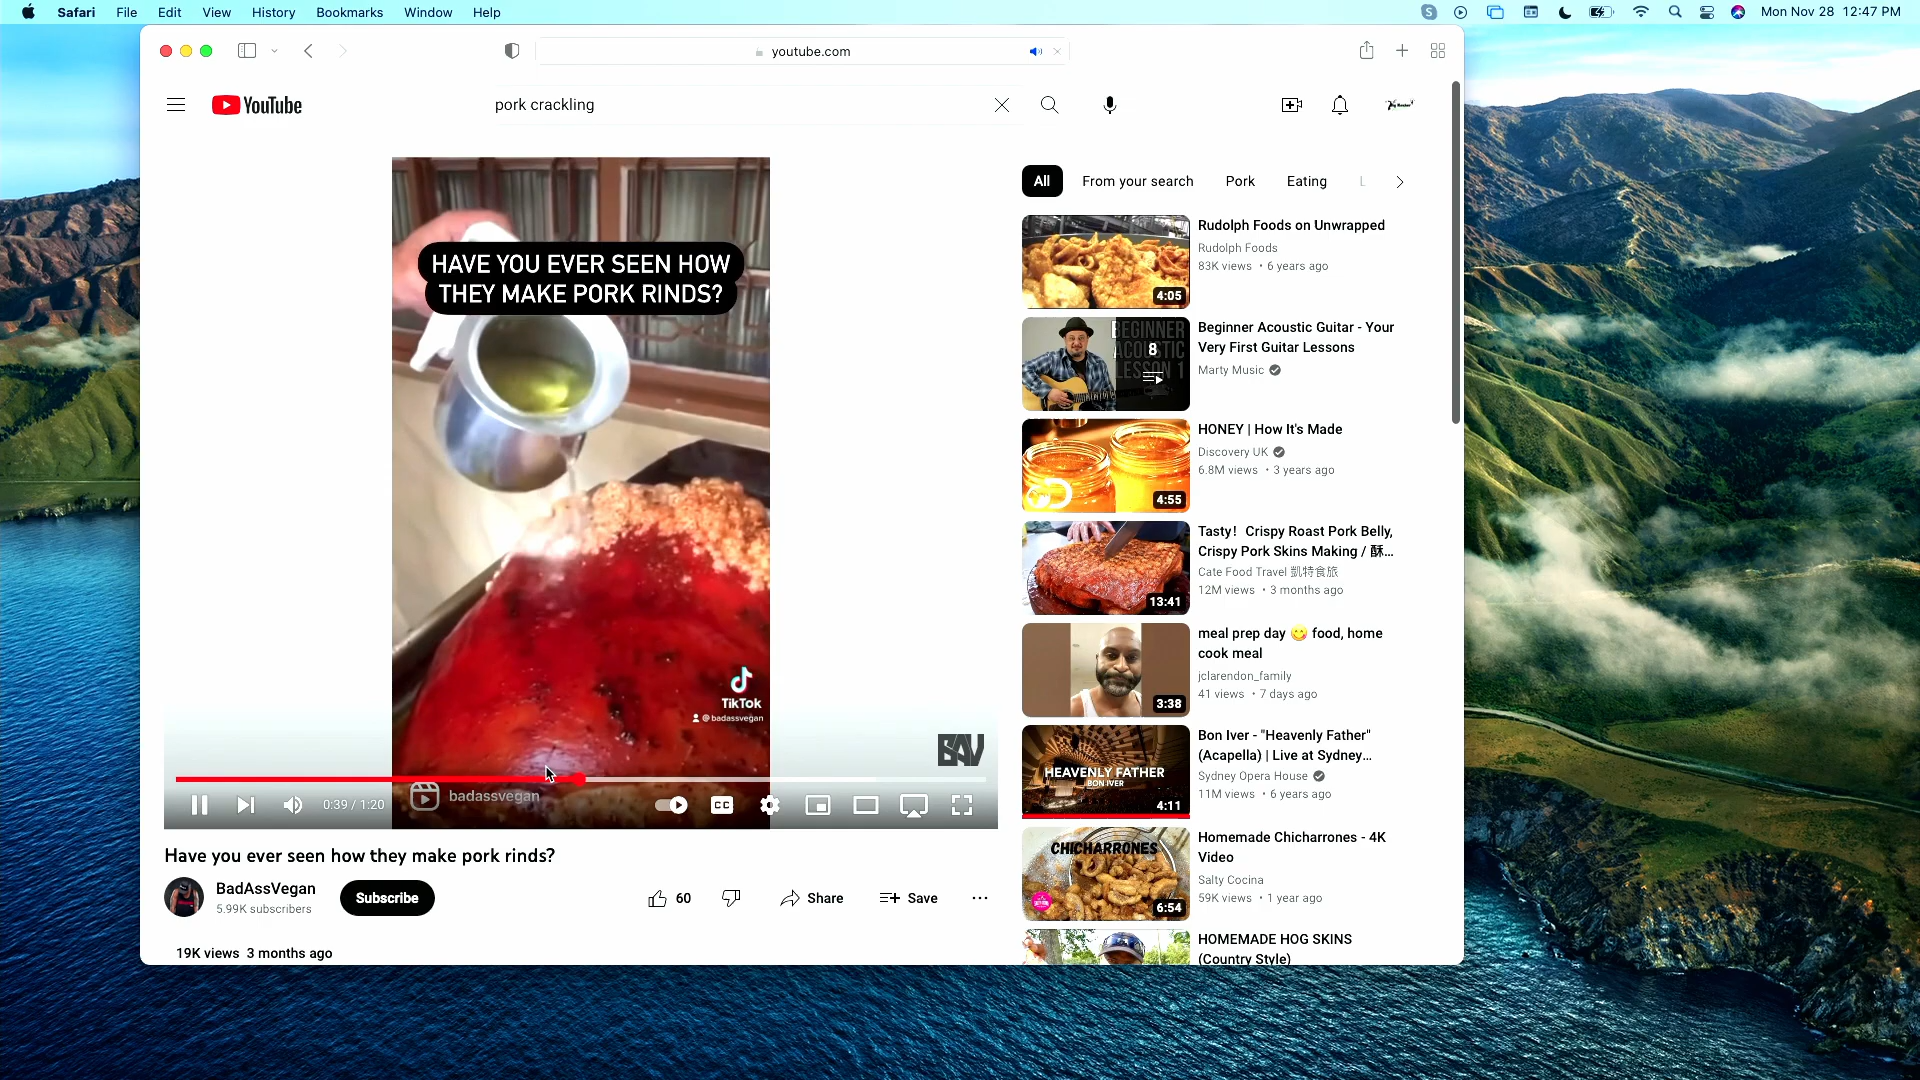 Safari File Edit View History Bookmarks Window Help
Mon Nov 28 12:47 PM
youtube.com
YouTube
pork crackling
HAVE YOU EVER SEEN HOW
THEY MAKE PORK RINDS?
TikTok
@badassvegan
BAV
badassvegan
0:39 / 1:20
CC
Have you ever seen how they make pork rinds?
BadAssVegan
5.99K subscribers
Subscribe
60
Share
Save
19K views 3 months ago
All From your search Pork Eating L
Rudolph Foods on Unwrapped
Rudolph Foods
83K views • 6 years ago
4:05
BEGINNER
ACOUSTIC
LESSON 1
8
Beginner Acoustic Guitar - Your
Very First Guitar Lessons
Marty Music
HONEY | How It's Made
Discovery UK
6.8M views • 3 years ago
4:55
Tasty! Crispy Roast Pork Belly,
Crispy Pork Skins Making / 酥...
Cate Food Travel 凱特食旅
12M views • 3 months ago
13:41
meal prep day 😋 food, home
cook meal
jclarendon_family
41 views • 7 days ago
3:38
HEAVENLY FATHER
BON IVER
4:11
Bon Iver - "Heavenly Father"
(Acapella) | Live at Sydney...
Sydney Opera House
11M views • 6 years ago
CHICHARRONES
6:54
Homemade Chicharrones - 4K
Video
Salty Cocina
59K views • 1 year ago
HOMEMADE HOG SKINS
(Country Style)